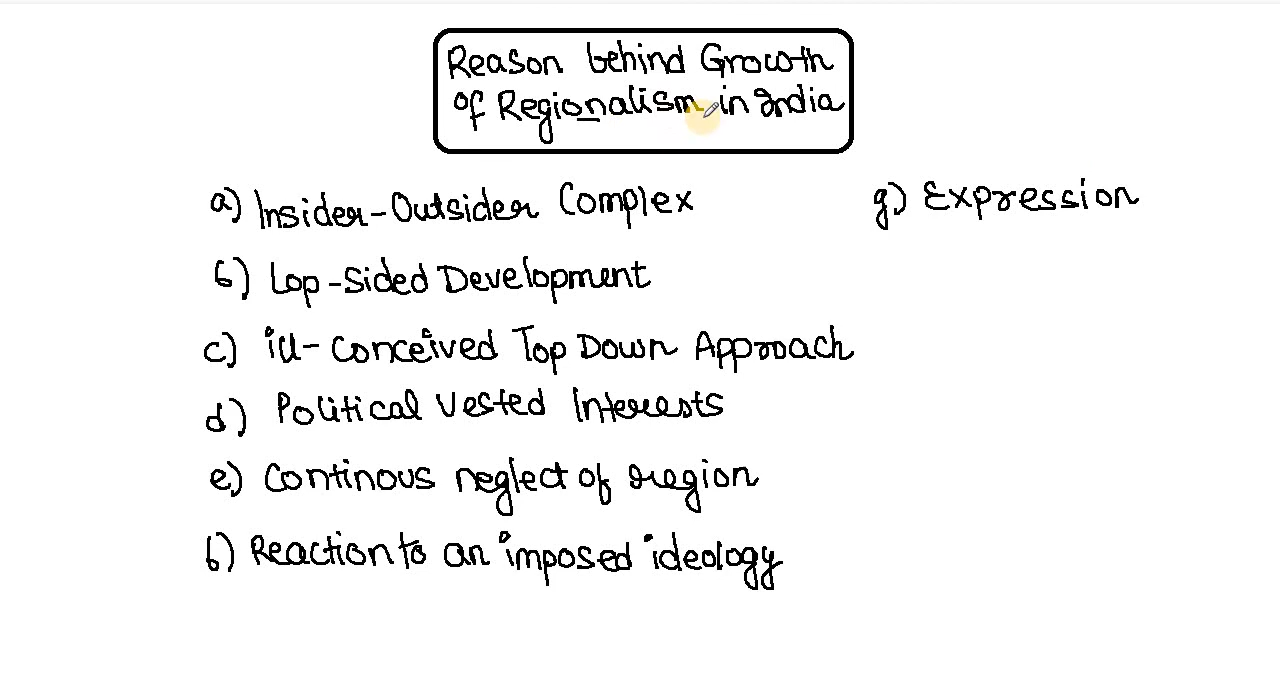 Reason behind Growth
of Regionalism in India
a) Insider-Outsider Complex
b) Lop-Sided Development
c) ill-conceived Top Down Approach
d) Political Vested Interests
e) Continous neglect of region
f) Reaction to an imposed ideology
g) Expression